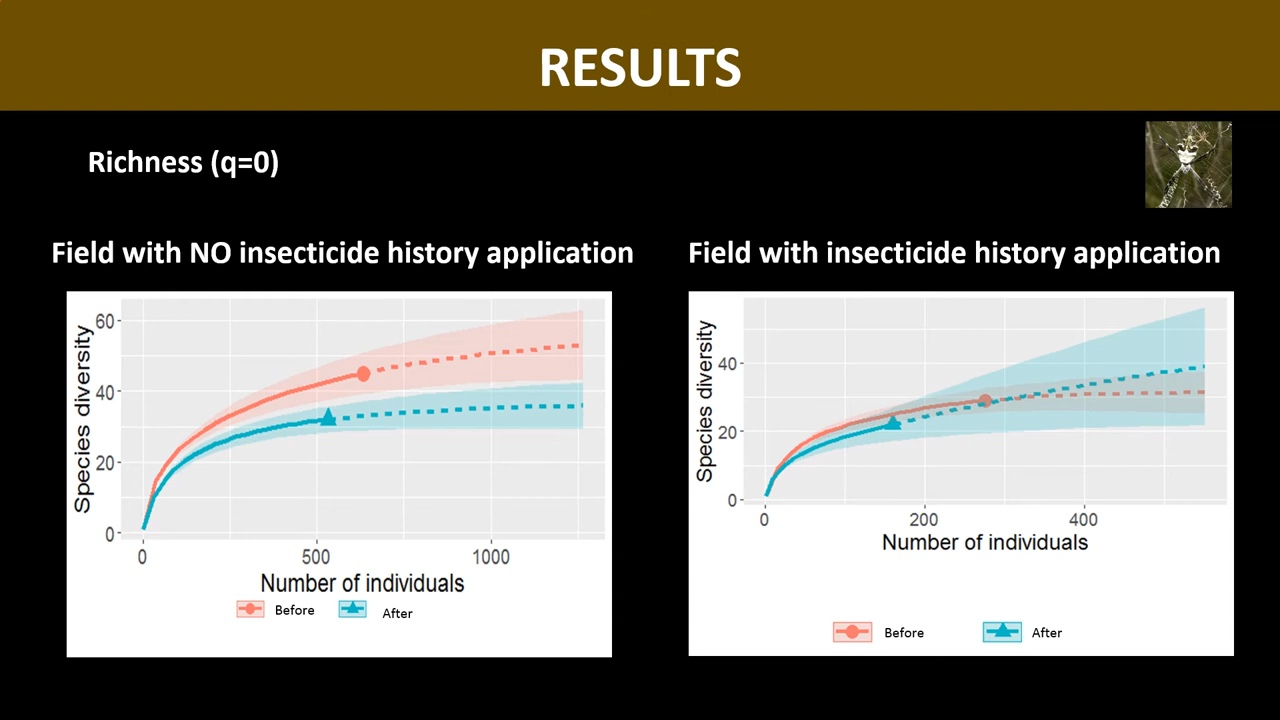 RESULTS
Richness (q=0)
Field with NO insecticide history application
Species diversity
60
40
20
0
0
500
1000
Number of individuals
Before
After
Field with insecticide history application
Species diversity
40
20
0
0
200
400
Number of individuals
Before
After